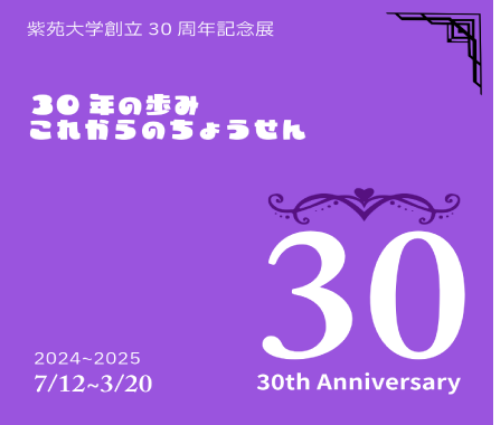 紫苑大学創立 30 周年記念展
30 年の歩み
これからのちょうせん
30
30th Anniversary
2024~2025
7/12~3/20